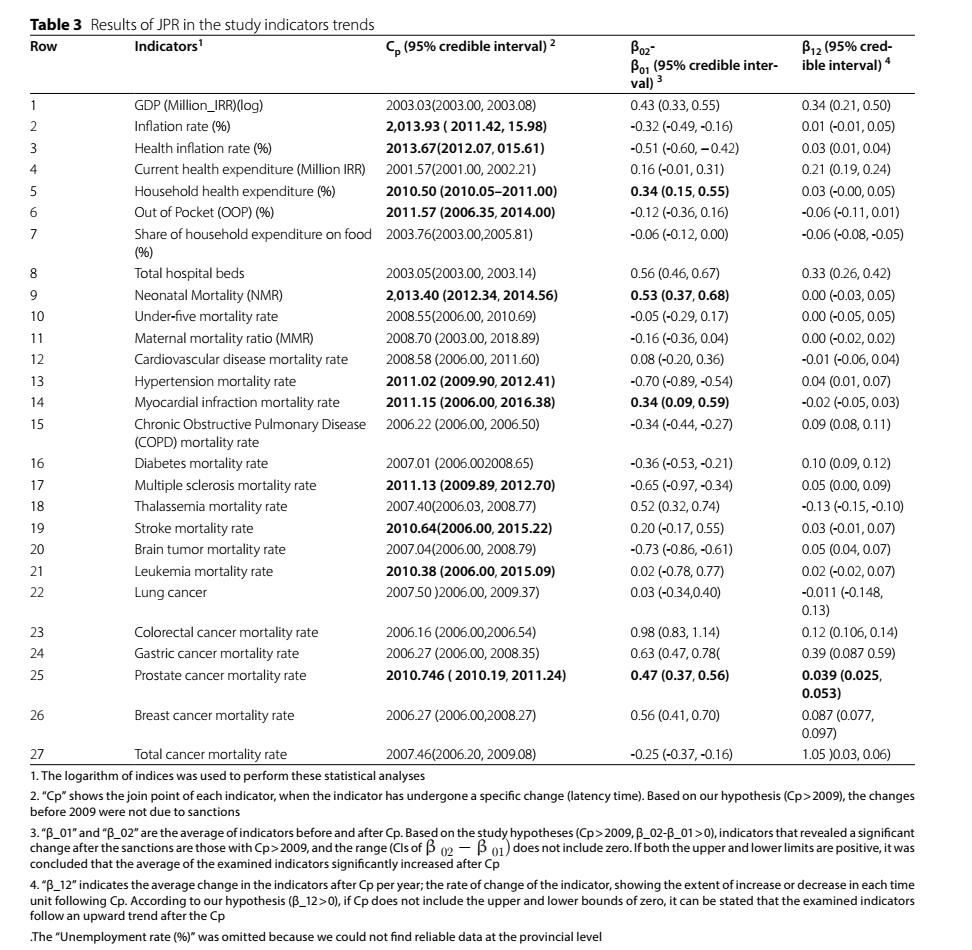 Table 3 Results of JPR in the study indicators trends
Row Indicators1 Cp (95% credible interval) 2 β02- β12 (95% cred-
β01 (95% credible inter- ible interval) 4
val) 3
1 GDP (Million_IRR)(log) 2003.03(2003.00, 2003.08) 0.43 (0.33, 0.55) 0.34 (0.21, 0.50)
2 Inflation rate (%) 2,013.93 ( 2011.42, 15.98) -0.32 (-0.49, -0.16) 0.01 (-0.01, 0.05)
3 Health inflation rate (%) 2013.67(2012.07, 015.61) -0.51 (-0.60, −0.42) 0.03 (0.01, 0.04)
4 Current health expenditure (Million IRR) 2001.57(2001.00, 2002.21) 0.16 (-0.01, 0.31) 0.21 (0.19, 0.24)
5 Household health expenditure (%) 2010.50 (2010.05–2011.00) 0.34 (0.15, 0.55) 0.03 (-0.00, 0.05)
6 Out of Pocket (OOP) (%) 2011.57 (2006.35, 2014.00) -0.12 (-0.36, 0.16) -0.06 (-0.11, 0.01)
7 Share of household expenditure on food 2003.76(2003.00,2005.81) -0.06 (-0.12, 0.00) -0.06 (-0.08, -0.05)
(%)
8 Total hospital beds 2003.05(2003.00, 2003.14) 0.56 (0.46, 0.67) 0.33 (0.26, 0.42)
9 Neonatal Mortality (NMR) 2,013.40 (2012.34, 2014.56) 0.53 (0.37, 0.68) 0.00 (-0.03, 0.05)
10 Under-five mortality rate 2008.55(2006.00, 2010.69) -0.05 (-0.29, 0.17) 0.00 (-0.05, 0.05)
11 Maternal mortality ratio (MMR) 2008.70 (2003.00, 2018.89) -0.16 (-0.36, 0.04) 0.00 (-0.02, 0.02)
12 Cardiovascular disease mortality rate 2008.58 (2006.00, 2011.60) 0.08 (-0.20, 0.36) -0.01 (-0.06, 0.04)
13 Hypertension mortality rate 2011.02 (2009.90, 2012.41) -0.70 (-0.89, -0.54) 0.04 (0.01, 0.07)
14 Myocardial infraction mortality rate 2011.15 (2006.00, 2016.38) 0.34 (0.09, 0.59) -0.02 (-0.05, 0.03)
15 Chronic Obstructive Pulmonary Disease 2006.22 (2006.00, 2006.50) -0.34 (-0.44, -0.27) 0.09 (0.08, 0.11)
(COPD) mortality rate
16 Diabetes mortality rate 2007.01 (2006.002008.65) -0.36 (-0.53, -0.21) 0.10 (0.09, 0.12)
17 Multiple sclerosis mortality rate 2011.13 (2009.89, 2012.70) -0.65 (-0.97, -0.34) 0.05 (0.00, 0.09)
18 Thalassemia mortality rate 2007.40(2006.03, 2008.77) 0.52 (0.32, 0.74) -0.13 (-0.15, -0.10)
19 Stroke mortality rate 2010.64(2006.00, 2015.22) 0.20 (-0.17, 0.55) 0.03 (-0.01, 0.07)
20 Brain tumor mortality rate 2007.04(2006.00, 2008.79) -0.73 (-0.86, -0.61) 0.05 (0.04, 0.07)
21 Leukemia mortality rate 2010.38 (2006.00, 2015.09) 0.02 (-0.78, 0.77) 0.02 (-0.02, 0.07)
22 Lung cancer 2007.50 )2006.00, 2009.37) 0.03 (-0.34,0.40) -0.011 (-0.148,
0.13)
23 Colorectal cancer mortality rate 2006.16 (2006.00,2006.54) 0.98 (0.83, 1.14) 0.12 (0.106, 0.14)
24 Gastric cancer mortality rate 2006.27 (2006.00, 2008.35) 0.63 (0.47, 0.78( 0.39 (0.087 0.59)
25 Prostate cancer mortality rate 2010.746 ( 2010.19, 2011.24) 0.47 (0.37, 0.56) 0.039 (0.025,
0.053)
26 Breast cancer mortality rate 2006.27 (2006.00,2008.27) 0.56 (0.41, 0.70) 0.087 (0.077,
0.097)
27 Total cancer mortality rate 2007.46(2006.20, 2009.08) -0.25 (-0.37, -0.16) 1.05 )0.03, 0.06)
1. The logarithm of indices was used to perform these statistical analyses
2. "Cp" shows the join point of each indicator, when the indicator has undergone a specific change (latency time). Based on our hypothesis (Cp > 2009), the changes
before 2009 were not due to sanctions
3. "β_01" and "β_02" are the average of indicators before and after Cp. Based on the study hypotheses (Cp > 2009, β_02-β_01 > 0), indicators that revealed a significant
change after the sanctions are those with Cp > 2009, and the range (CIs of β 02 − β 01) does not include zero. If both the upper and lower limits are positive, it was
concluded that the average of the examined indicators significantly increased after Cp
4. "β_12" indicates the average change in the indicators after Cp per year; the rate of change of the indicator, showing the extent of increase or decrease in each time
unit following Cp. According to our hypothesis (β_12 > 0), if Cp does not include the upper and lower bounds of zero, it can be stated that the examined indicators
follow an upward trend after the Cp
.The "Unemployment rate (%)" was omitted because we could not find reliable data at the provincial level